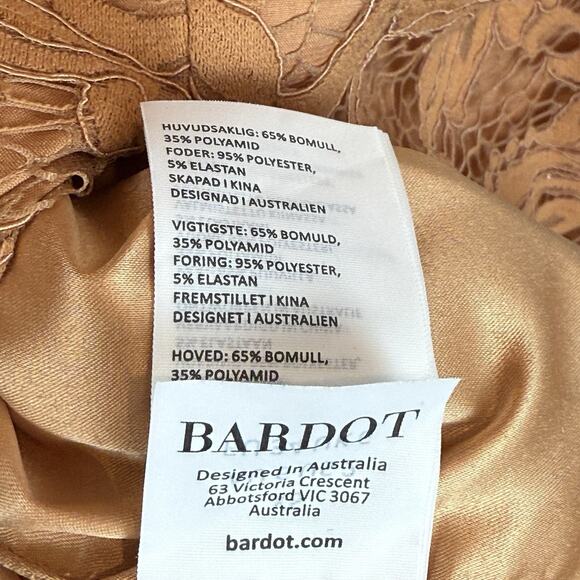 HUVUDSAKLIG: 65% BOMULL,
35% POLYAMID
FODER: 95% POLYESTER,
5% ELASTAN
SKAPAD I KINA
DESIGNAD I AUSTRALIEN
VIGTIGSTE: 65% BOMULD,
35% POLYAMID
FORING: 95% POLYESTER,
5% ELASTAN
FREMSTILLET I KINA
DESIGNET I AUSTRALIEN
HOVED: 65% BOMULL,
35% POLYAMID
BARDOT
Designed In Australia
63 Victoria Crescent
Abbotsford VIC 3067
Australia
bardot.com